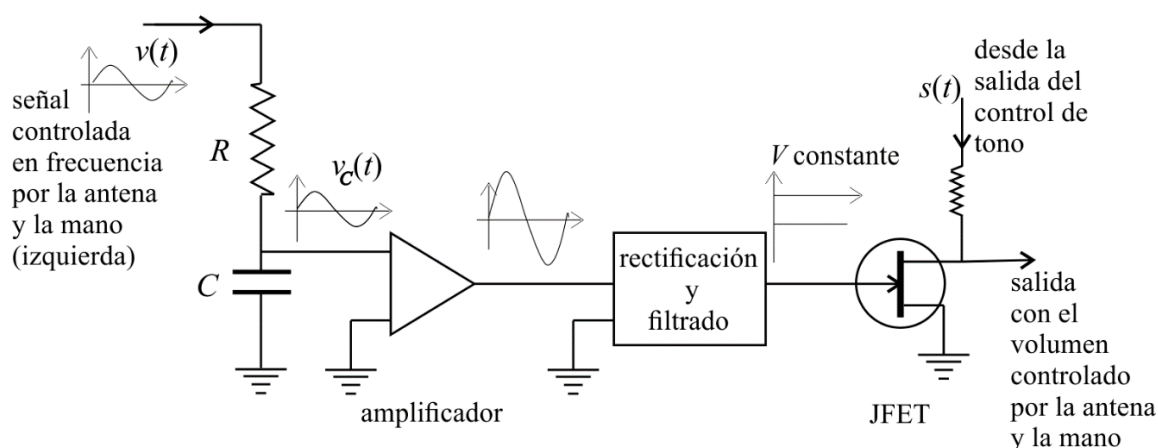 v(t)
señal
controlada
en frecuencia
por la antena
y la mano
(izquierda)
R
C
v_C(t)
amplificador
rectificación
y
filtrado
V constante
JFET
s(t)
desde la
salida del
control de
tono
salida
con el
volumen
controlado
por la antena
y la mano